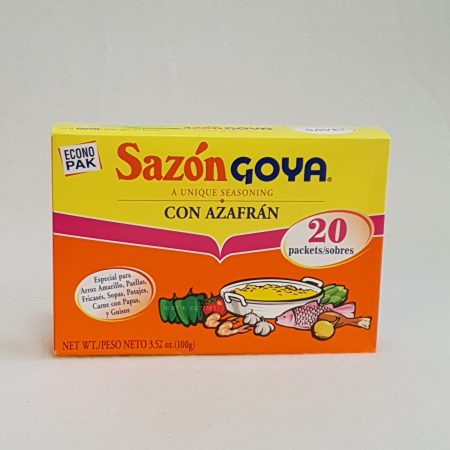 SAVE!
ECONO
PAK
Sazón GOYA®
A UNIQUE SEASONING
CON AZAFRÁN
20
packets/sobres
Especial para
Arroz Amarillo, Paellas,
Fricasés, Sopas, Potajes,
Carne con Papas,
y Guisos
NET WT./PESO NETO 3.52 oz.(100g)